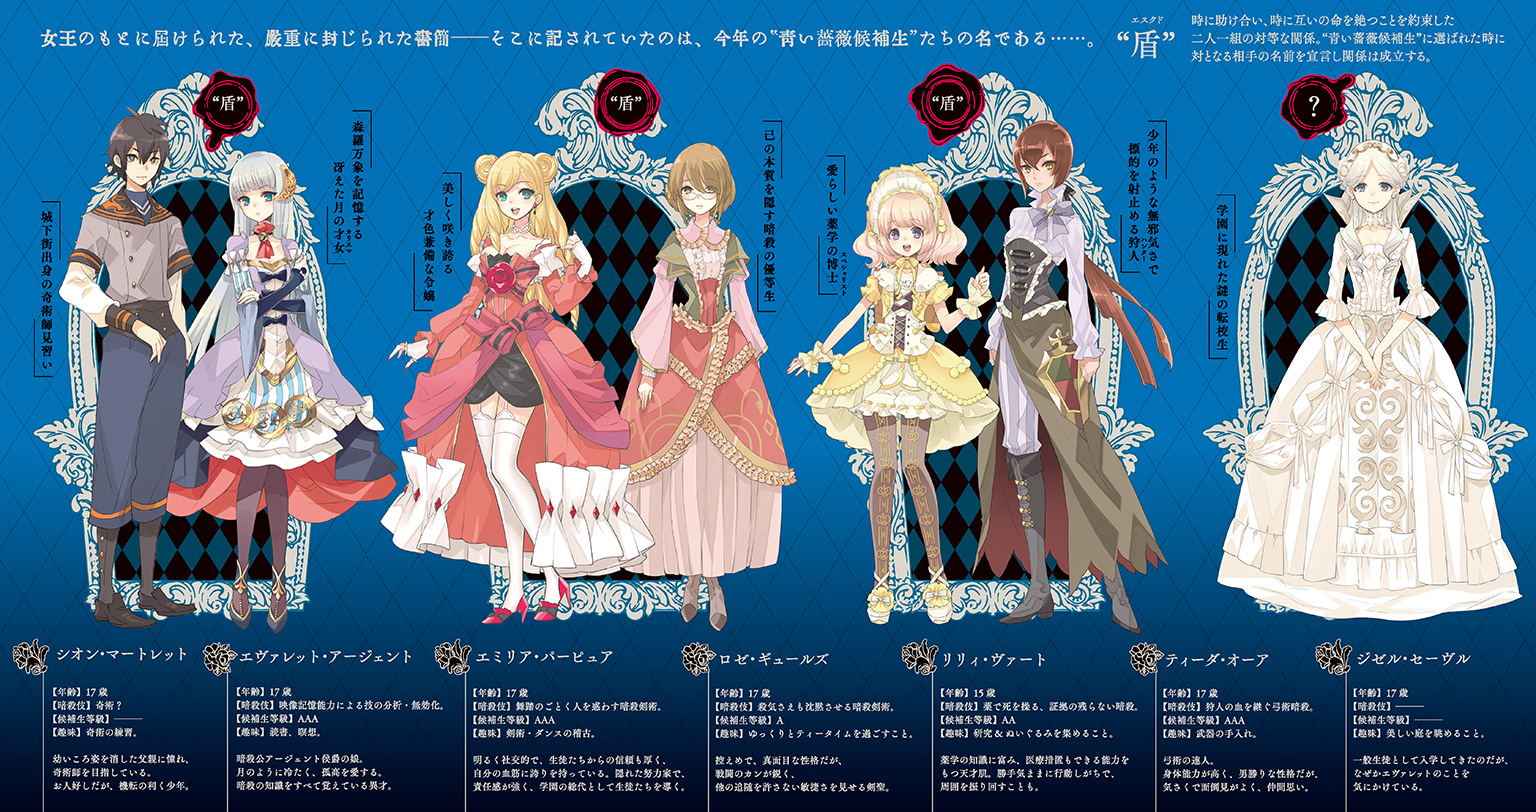 女王のもとに届けられた、厳重に封じられた書簡――そこに記されていたのは、今年の“青い薔薇候補生”たちの名である……。
エスクド
“盾”
時に助け合い、時に互いの命を絶つことを約束した
二人一組の対等な関係。“青い薔薇候補生”に選ばれた時に
対となる相手の名前を宣言し関係は成立する。
“盾”
“盾”
“盾”
?
城下街出身の奇術師見習い
森羅万象を記憶する
冴えた月の才女
美しく咲き誇る
才色兼備な令嬢
己の本質を隠す暗殺の優等生
愛らしい薬学の博士
スペシャリスト
少年のような無邪気さで
標的を射止める狩人
ハンター
学園に現れた謎の転校生
シオン・マートレット
【年齢】17歳
【暗殺技】奇術？
【候補生等級】――
【趣味】奇術の練習。
幼いころ姿を消した父親に憧れ、
奇術師を目指している。
お人好しだが、機転の利く少年。
エヴァレット・アージェント
【年齢】17歳
【暗殺技】映像記憶能力による技の分析・無効化。
【候補生等級】AAA
【趣味】読書、瞑想。
暗殺公アージェント侯爵の娘。
月のように冷たく、孤高を愛する。
暗殺の知識をすべて覚えている異才。
エミリア・パーピュア
【年齢】17歳
【暗殺技】舞踏のごとく人を惑わす暗殺剣術。
【候補生等級】AAA
【趣味】剣術・ダンスの稽古。
明るく社交的で、生徒たちからの信頼も厚く、
自分の血筋に誇りを持っている。隠れた努力家で、
責任感が強く、学園の総代として生徒たちを導く。
ロゼ・ギュールズ
【年齢】17歳
【暗殺技】殺気さえも沈黙させる暗殺剣術。
【候補生等級】A
【趣味】ゆっくりとティータイムを過ごすこと。
控えめで、真面目な性格だが、
戦闘のカンが鋭く、
他の追随を許さない敏捷さを見せる剣聖。
リリィ・ヴァート
【年齢】15歳
【暗殺技】薬で死を操る、証拠の残らない暗殺。
【候補生等級】AA
【趣味】研究＆ぬいぐるみを集めること。
薬学の知識に富み、医療措置もできる能力を
もつ天才肌。勝手気ままに行動しがちで、
周囲を振り回すことも。
ティーダ・オーア
【年齢】17歳
【暗殺技】狩人の血を継ぐ弓術暗殺。
【候補生等級】AAA
【趣味】武器の手入れ。
弓術の達人。
身体能力が高く、男勝りな性格だが、
気さくで面倒見がよく、仲間思い。
ジゼル・セーヴル
【年齢】17歳
【暗殺技】――
【候補生等級】――
【趣味】美しい庭を眺めること。
一般生徒として入学してきたのだが、
なぜかエヴァレットのことを
気にかけている。